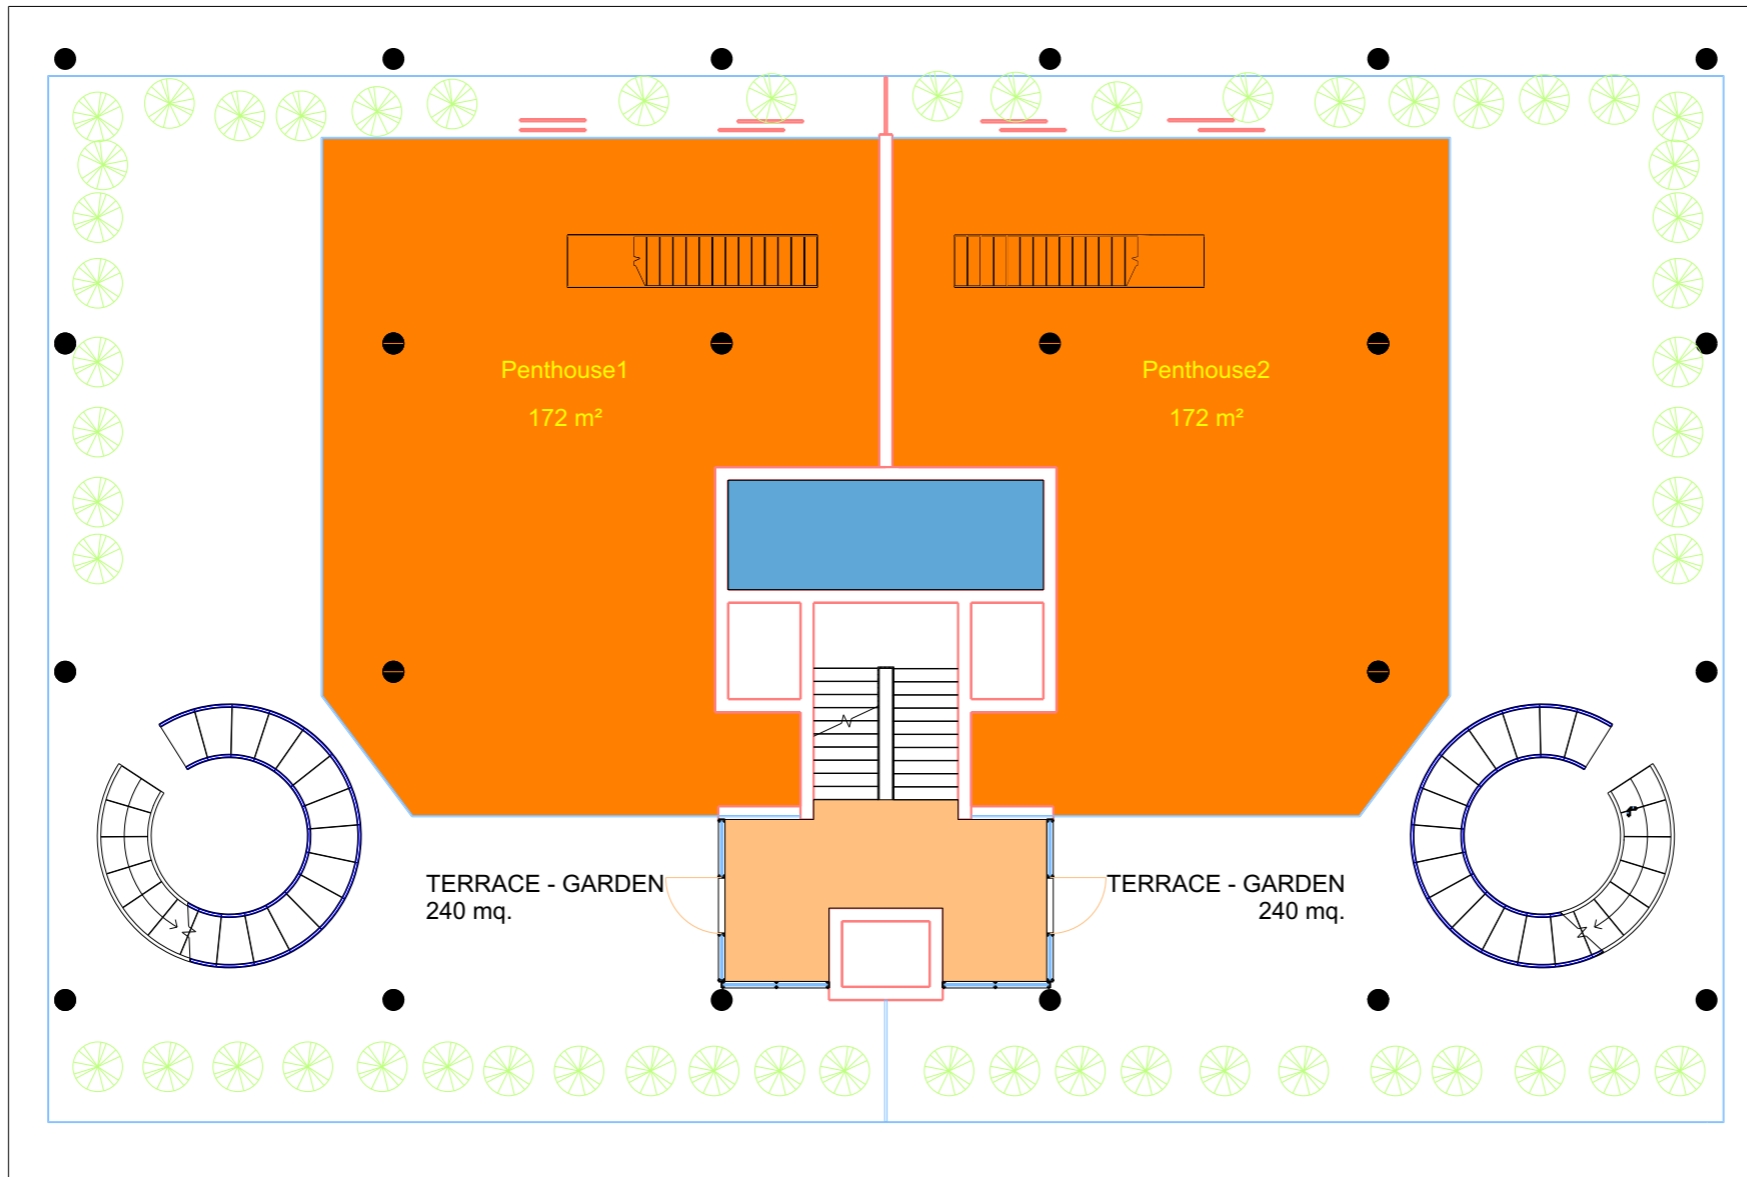 Penthouse1
172 m²
Penthouse2
172 m²
TERRACE - GARDEN
240 mq.
TERRACE - GARDEN
240 mq.